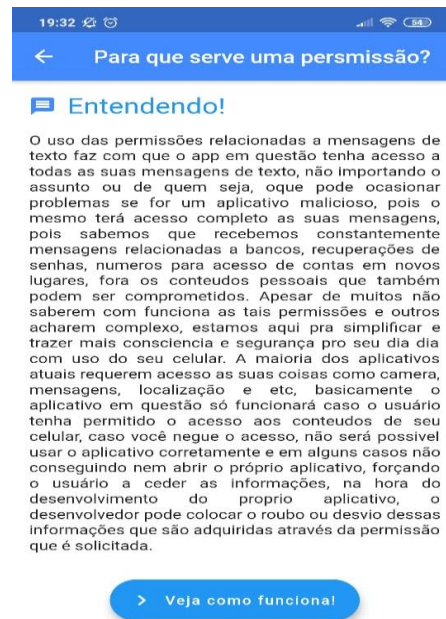 19:32
54
Para que serve uma persmissão?
Entendendo!
O uso das permissões relacionadas a mensagens de
texto faz com que o app em questão tenha acesso a
todas as suas mensagens de texto, não importando o
assunto ou de quem seja, oque pode ocasionar
problemas se for um aplicativo malicioso, pois o
mesmo terá acesso completo as suas mensagens,
pois sabemos que recebemos constantemente
mensagens relacionadas a bancos, recuperações de
senhas, numeros para acesso de contas em novos
lugares, fora os conteudos pessoais que também
podem ser comprometidos. Apesar de muitos não
saberem com funciona as tais permissões e outros
acharem complexo, estamos aqui pra simplificar e
trazer mais consciencia e segurança pro seu dia dia
com uso do seu celular. A maioria dos aplicativos
atuais requerem acesso as suas coisas como camera,
mensagens, localização e etc, basicamente o
aplicativo em questão só funcionará caso o usuário
tenha permitido o acesso aos conteudos de seu
celular, caso você negue o acesso, não será possivel
usar o aplicativo corretamente e em alguns casos não
conseguindo nem abrir o próprio aplicativo, forçando
o usuário a ceder as informações, na hora do
desenvolvimento do proprio aplicativo, o
desenvolvedor pode colocar o roubo ou desvio dessas
informações que são adquiridas através da permissão
que é solicitada.
Veja como funciona!